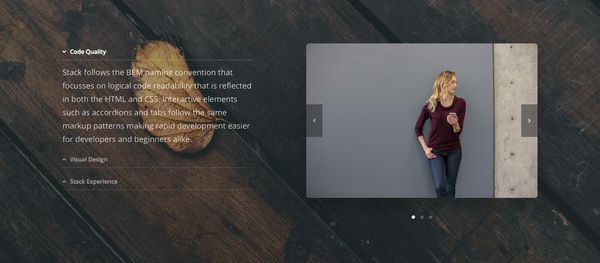 Code Quality
Stack follows the BEM naming convention that
focusses on logical code readability that is reflected
in both the HTML and CSS. Interactive elements
such as accordions and tabs follow the same
markup patterns making rapid development easier
for developers and beginners alike.
Visual Design
Stack Experience